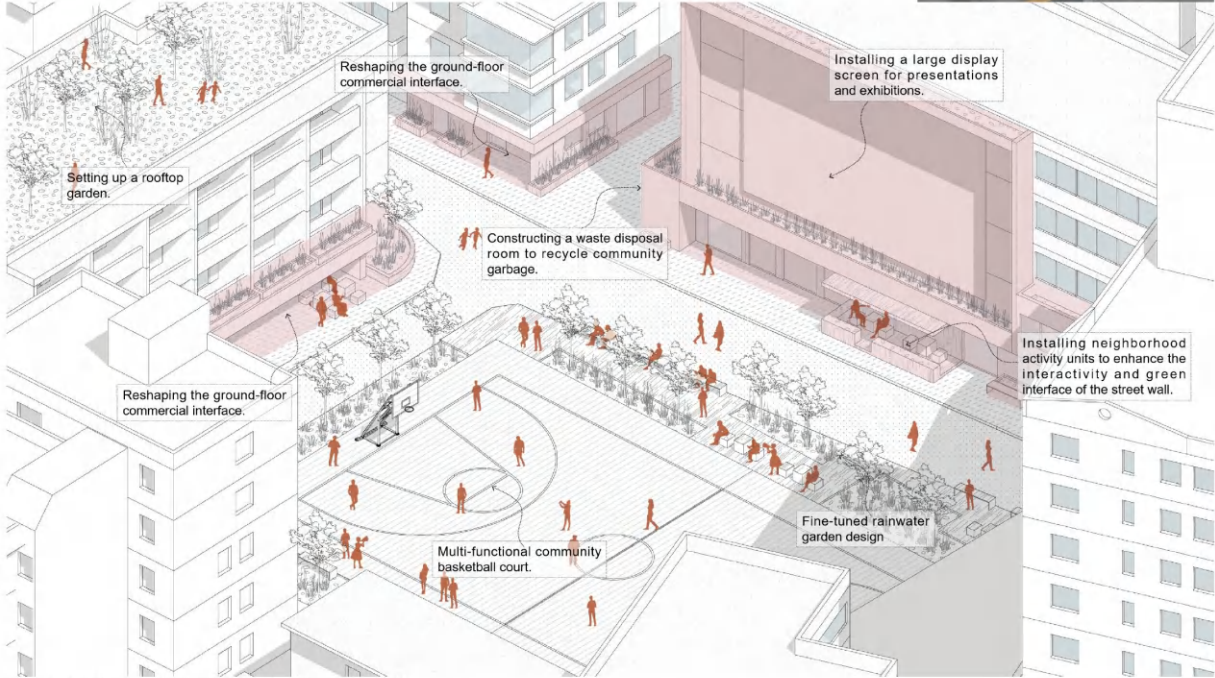 Reshaping the ground-floor
commercial interface.
Installing a large display
screen for presentations
and exhibitions.
Setting up a rooftop
garden.
Constructing a waste disposal
room to recycle community
garbage.
Installing neighborhood
activity units to enhance the
interactivity and green
interface of the street wall.
Reshaping the ground-floor
commercial interface.
Fine-tuned rainwater
garden design
Multi-functional community
basketball court.